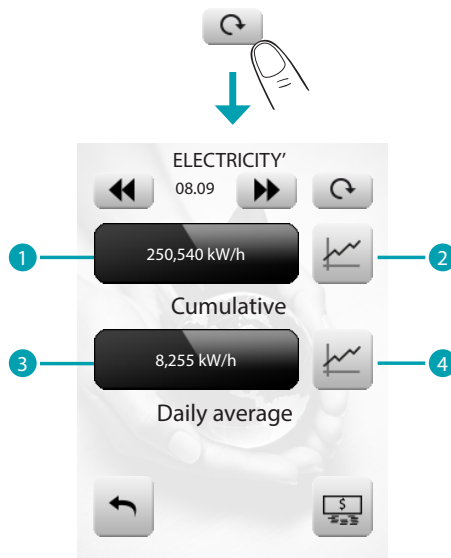 ELECTRICITY’
08.09
1
250,540 kW/h
2
Cumulative
3
8,255 kW/h
4
Daily average
$